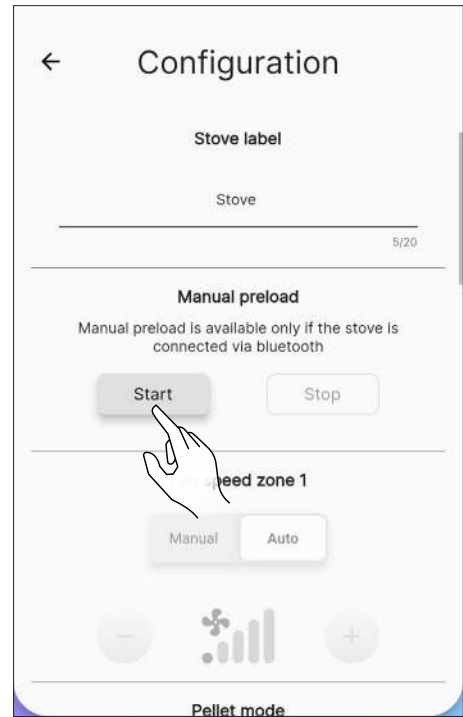 Configuration
Stove label
Stove
5/20
Manual preload
Manual preload is available only if the stove is
connected via bluetooth
Start
Stop
speed zone 1
Manual
Auto
Pellet mode